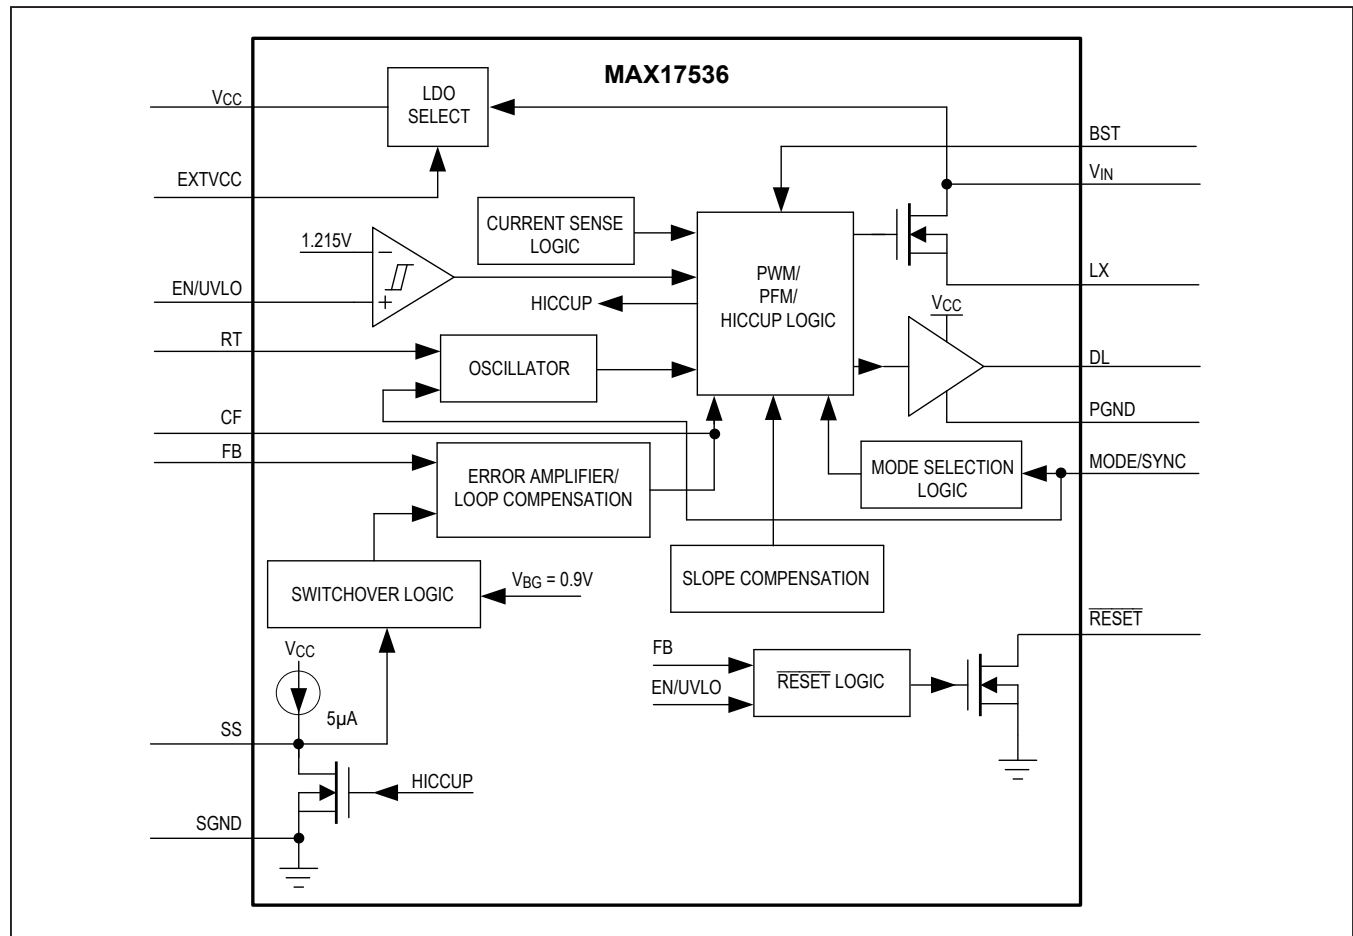 MAX17536
VCC
LDO
SELECT
BST
VIN
EXTVCC
CURRENT SENSE
LOGIC
1.215V
−
+
EN/UVLO
HICCUP
PWM/
PFM/
HICCUP LOGIC
LX
VCC
RT
OSCILLATOR
DL
CF
PGND
FB
ERROR AMPLIFIER/
LOOP COMPENSATION
MODE SELECTION
LOGIC
MODE/SYNC
SWITCHOVER LOGIC
VBG = 0.9V
SLOPE COMPENSATION
RESET
VCC
5µA
FB
EN/UVLO
RESET LOGIC
SS
HICCUP
SGND